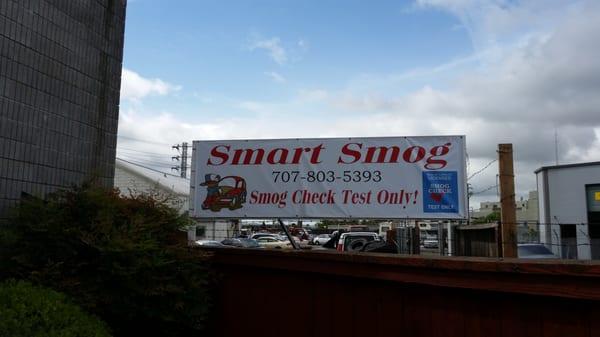 Smart Smog
707-803-5393
Smog Check Test Only!
SMOG
CHECK
TEST ONLY